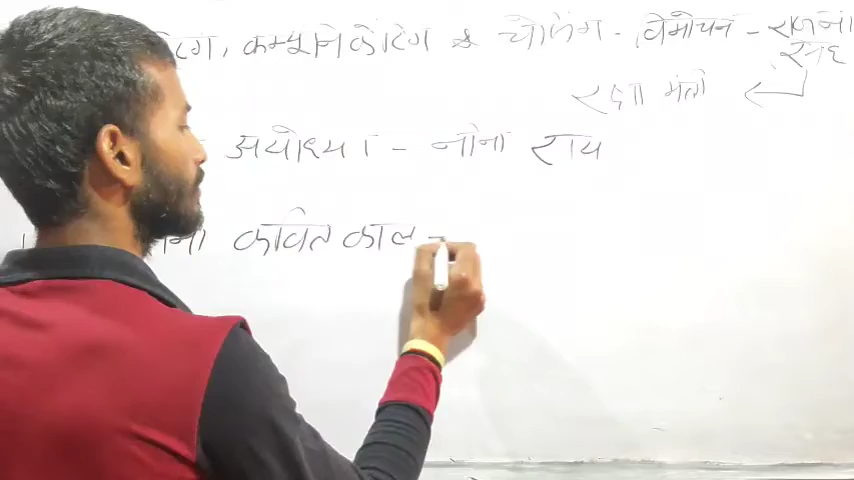 कम्यूनिकेटिंग & चेंजिंग - विमोचन - राजनाथ
सिंह
रक्षा मंत्री
अयोध्या - नीना राय
कवित काल -